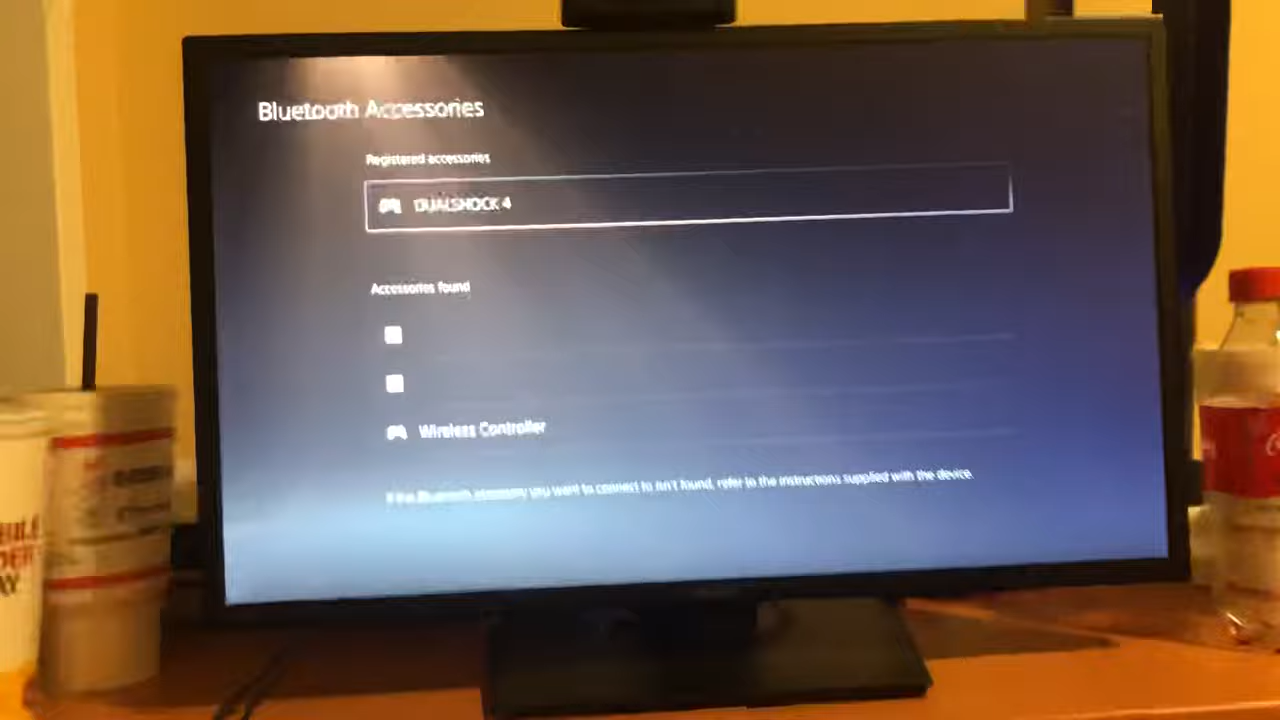 Bluetooth Accessories
Registered accessories
DUALSHOCK 4
Accessories found
Wireless Controller
If the Bluetooth accessory you want to connect to isn't found, refer to the instructions supplied with the device.